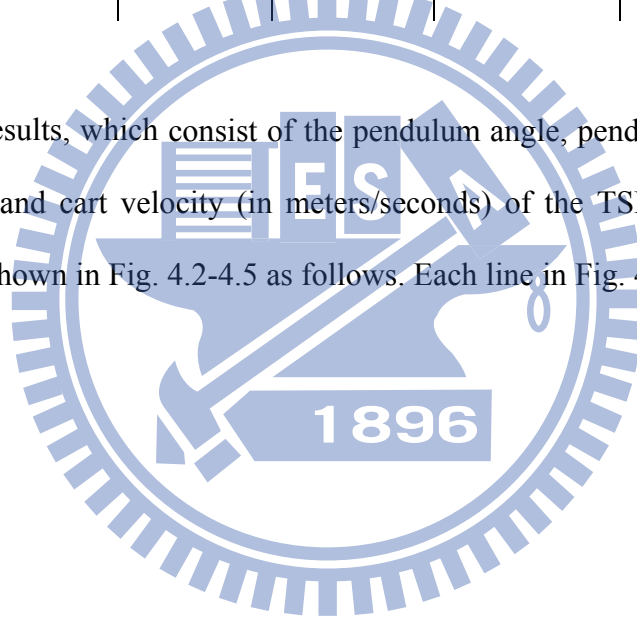 esults, which consist of the pendulum angle, pend
and cart velocity (in meters/seconds) of the TS
hown in Fig. 4.2-4.5 as follows. Each line in Fig. 4
E S A
1896